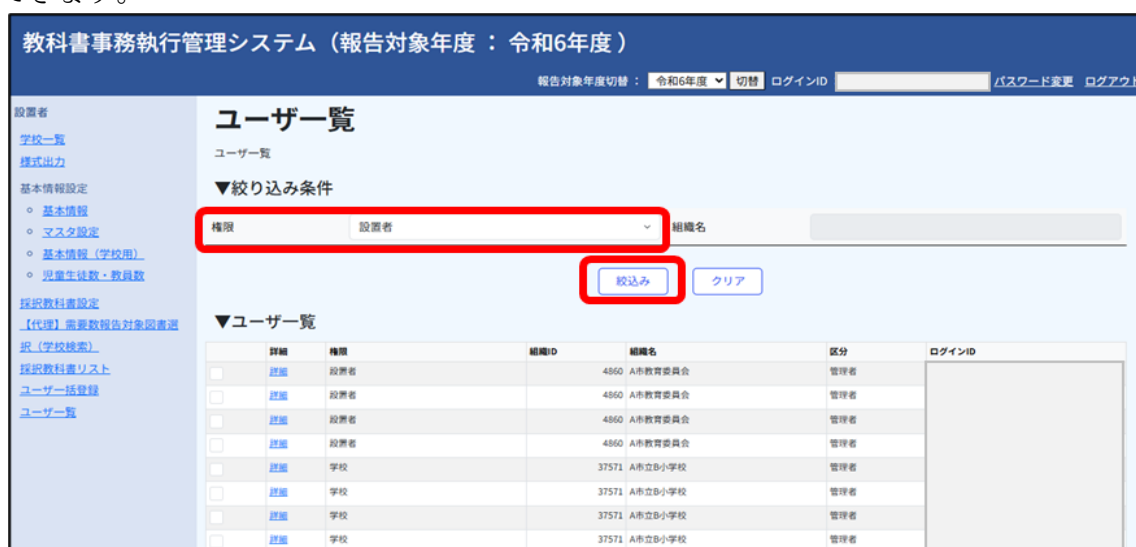 できます。
教科書事務執行管理システム（報告対象年度 ： 令和6年度 ）
報告対象年度切替 ： 令和6年度 切替 ログインID パスワード変更 ログアウト
設置者
学校一覧
様式出力
基本情報設定
基本情報
マスタ設定
基本情報（学校用）
児童生徒数・教員数
採択教科書設定
【代理】需要数報告対象図書選
択（学校検索）
採択教科書リスト
ユーザー括登録
ユーザ一覧
ユーザ一覧
ユーザ一覧
▼絞り込み条件
権限 設置者 組織名
絞込み クリア
▼ユーザ一覧
詳細 権限 組織ID 組織名 区分 ログインID
詳細 設置者 4860 A市教育委員会 管理者
詳細 設置者 4860 A市教育委員会 管理者
詳細 設置者 4860 A市教育委員会 管理者
詳細 設置者 4860 A市教育委員会 管理者
詳細 学校 37571 A市立B小学校 管理者
詳細 学校 37571 A市立B小学校 管理者
詳細 学校 37571 A市立B小学校 管理者
詳細 学校 37571 A市立B小学校 管理者